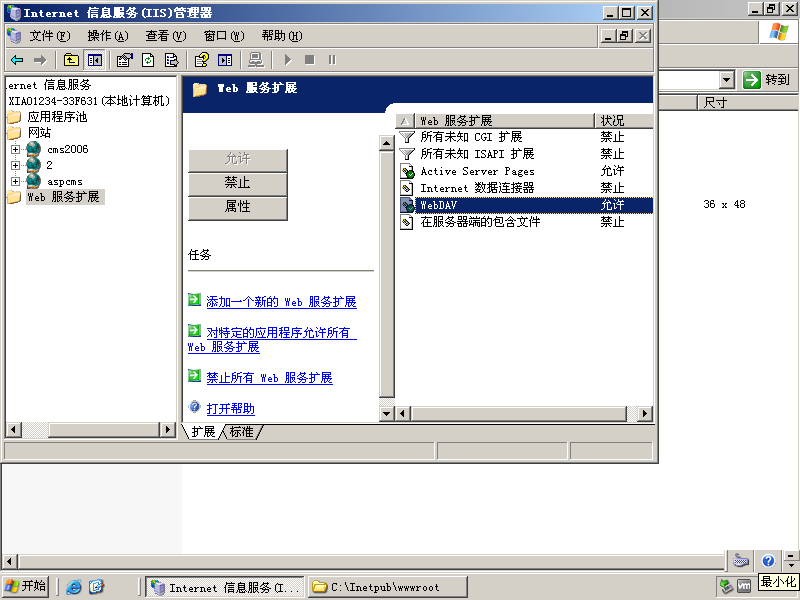 Internet 信息服务(IIS)管理器
文件(F) 操作(A) 查看(V) 窗口(W) 帮助(H)
转到
ernet 信息服务
XIAO1234-33F631(本地计算机)
应用程序池
网站
cms2006
2
aspcms
Web 服务扩展
Web 服务扩展
允许
禁止
属性
任务
添加一个新的 Web 服务扩展
对特定的应用程序允许所有
Web 服务扩展
禁止所有 Web 服务扩展
打开帮助
Web 服务扩展 状况
所有未知 CGI 扩展 禁止
所有未知 ISAPI 扩展 禁止
Active Server Pages 允许
Internet 数据连接器 禁止
WebDAV 允许
在服务器端的包含文件 禁止
扩展 标准
尺寸
36 x 48
开始
Internet 信息服务(I...
C:\Inetpub\wwwroot
最小化